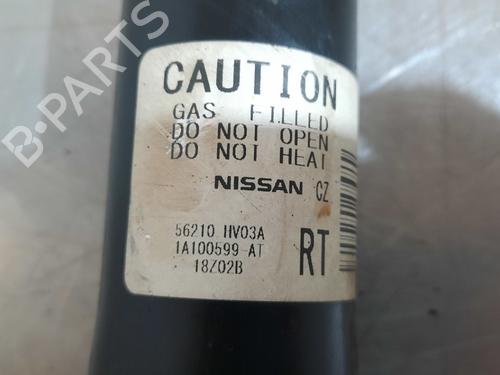 B-PARTS
CAUTION
GAS FILLED
DO NOT OPEN
DO NOT HEAT
NISSAN CZ
56210 HV03A
1A100599-AT
18Z02B
RT